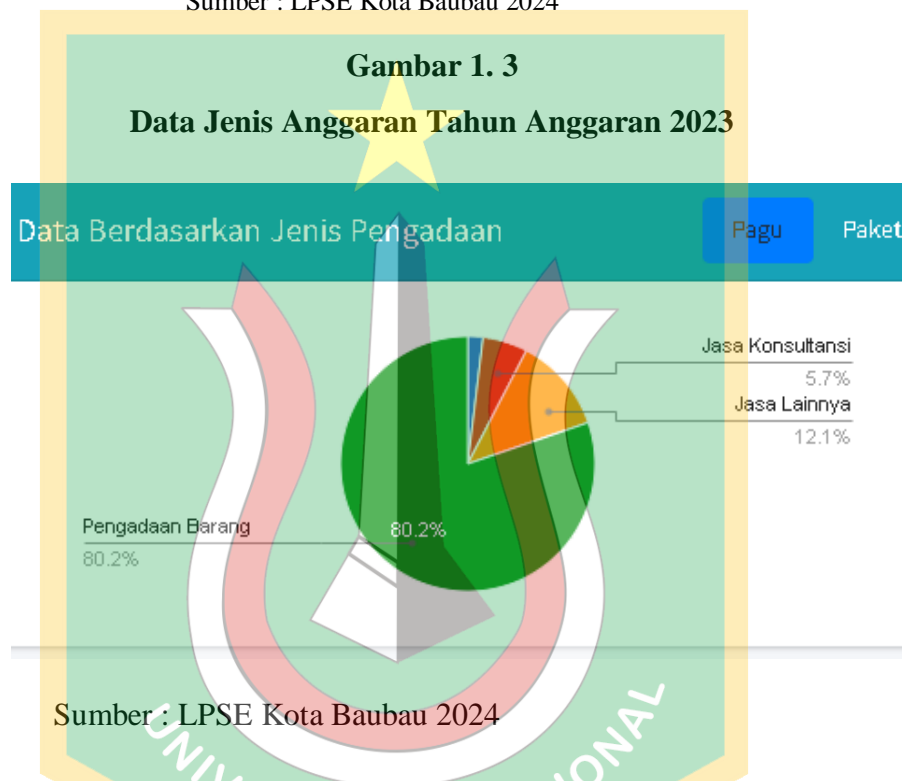 Sumber : LPSE Kota Baubau 2024
Gambar 1. 3
Data Jenis Anggaran Tahun Anggaran 2023
Data Berdasarkan Jenis Pengadaan
Pagu
Paket
Jasa Konsultansi
5.7%
Jasa Lainnya
12.1%
Pengadaan Barang
80.2%
80.2%
Sumber : LPSE Kota Baubau 2024